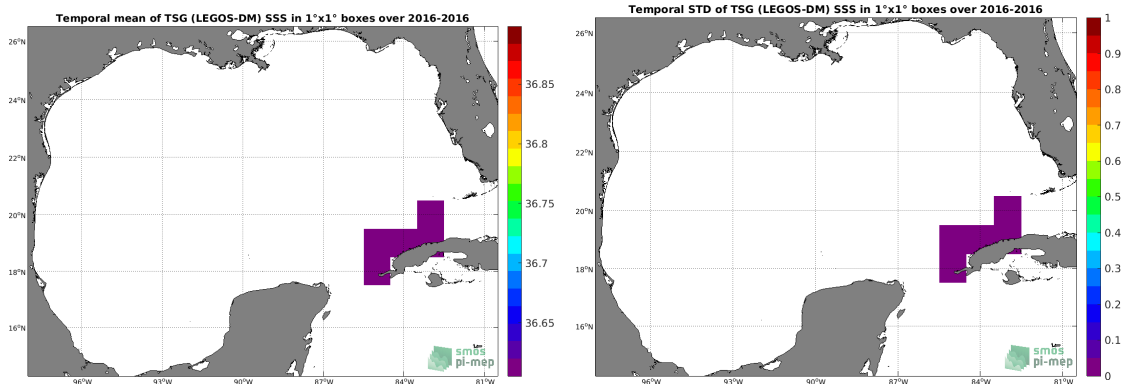 Temporal mean of TSG (LEGOS-DM) SSS in 1°x1° boxes over 2016-2016
26°N
24°N
22°N
20°N
18°N
16°N
96°W
93°W
90°W
87°W
84°W
81°W
36.85
36.8
36.75
36.7
36.65
smos
pi-mep
Temporal STD of TSG (LEGOS-DM) SSS in 1°x1° boxes over 2016-2016
26°N
24°N
22°N
20°N
18°N
16°N
96°W
93°W
90°W
87°W
84°W
81°W
1
0.9
0.8
0.7
0.6
0.5
0.4
0.3
0.2
0.1
0
smos
pi-mep